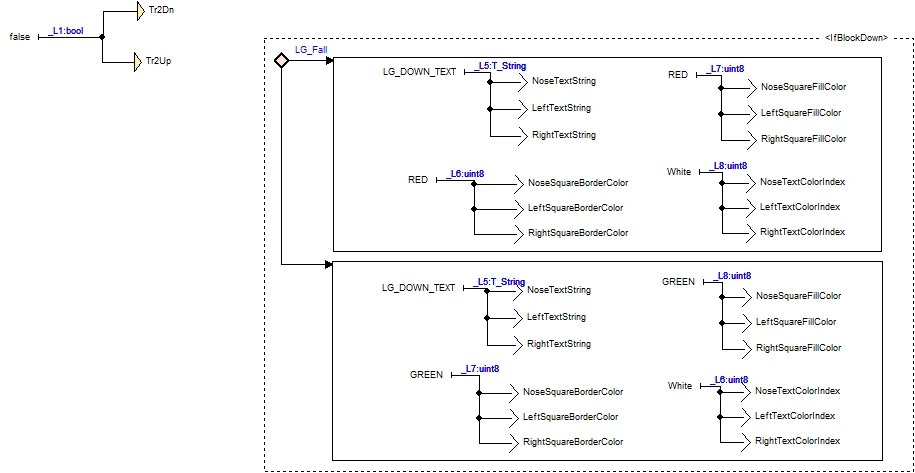 Tr2Dn
false _L1:bool
Tr2Up
<IfBlockDown>
LG_Fail
LG_DOWN_TEXT _L5:T_String
NoseTextString
LeftTextString
RightTextString
RED _L7:uint8
NoseSquareFillColor
LeftSquareFillColor
RightSquareFillColor
RED _L6:uint8
NoseSquareBorderColor
LeftSquareBorderColor
RightSquareBorderColor
White _L8:uint8
NoseTextColorIndex
LeftTextColorIndex
RightTextColorIndex
LG_DOWN_TEXT _L5:T_String
NoseTextString
LeftTextString
RightTextString
GREEN _L8:uint8
NoseSquareFillColor
LeftSquareFillColor
RightSquareFillColor
GREEN _L7:uint8
NoseSquareBorderColor
LeftSquareBorderColor
RightSquareBorderColor
White _L6:uint8
NoseTextColorIndex
LeftTextColorIndex
RightTextColorIndex